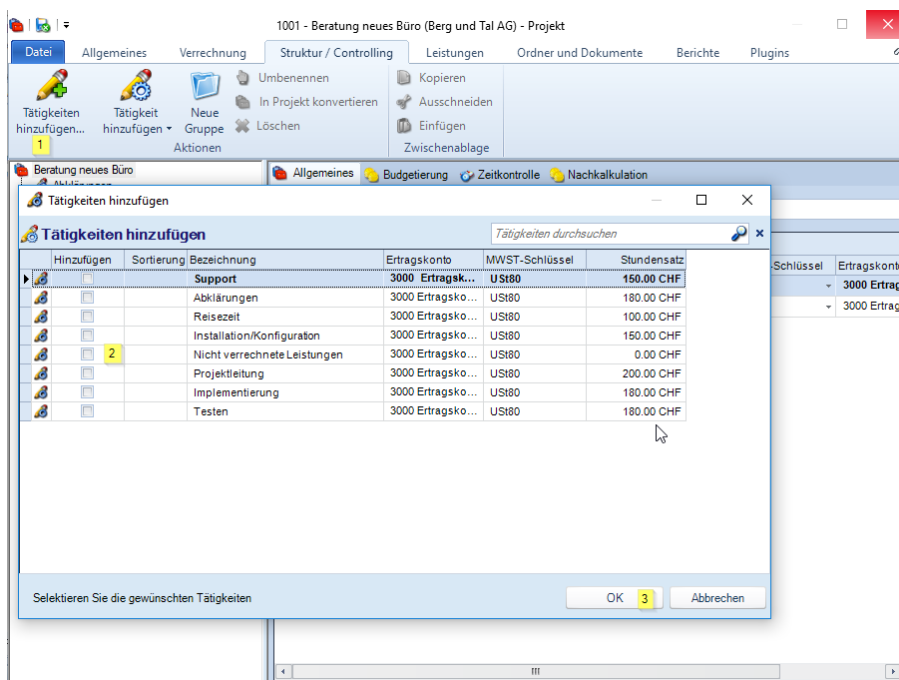 1001 - Beratung neues Büro (Berg und Tal AG) - Projekt
Datei Allgemeines Verrechnung Struktur / Controlling Leistungen Ordner und Dokumente Berichte Plugins
Tätigkeiten hinzufügen...
1
Tätigkeit hinzufügen
Neue Gruppe
Umbenennen
In Projekt konvertieren
Löschen
Aktionen
Kopieren
Ausschneiden
Einfügen
Zwischenablage
Beratung neues Büro
Abklärungen
Allgemeines Budgetierung Zeitkontrolle Nachkalkulation
Tätigkeiten hinzufügen
Tätigkeiten hinzufügen
Tätigkeiten durchsuchen
Hinzufügen Sortierung Bezeichnung Ertragskonto MWST-Schlüssel Stundensatz
Support 3000 Ertragsk... USt80 150.00 CHF
Abklärungen 3000 Ertragsko... USt80 180.00 CHF
Reisezeit 3000 Ertragsko... USt80 100.00 CHF
Installation/Konfiguration 3000 Ertragsko... USt80 150.00 CHF
2 Nicht verrechnete Leistungen 3000 Ertragsko... USt80 0.00 CHF
Projektleitung 3000 Ertragsko... USt80 200.00 CHF
Implementierung 3000 Ertragsko... USt80 180.00 CHF
Testen 3000 Ertragsko... USt80 180.00 CHF
-Schlüssel Ertragskont
3000 Ertrag
3000 Ertrag
Selektieren Sie die gewünschten Tätigkeiten
OK 3 Abbrechen